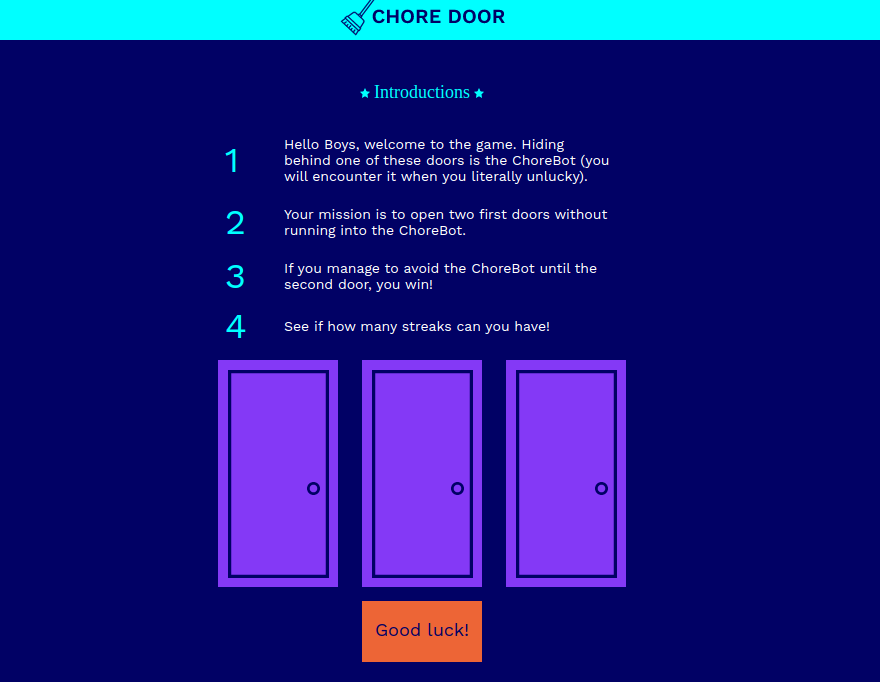 CHORE DOOR
Introductions
1
Hello Boys, welcome to the game. Hiding
behind one of these doors is the ChoreBot (you
will encounter it when you literally unlucky).
2
Your mission is to open two first doors without
running into the ChoreBot.
3
If you manage to avoid the ChoreBot until the
second door, you win!
4
See if how many streaks can you have!
Good luck!